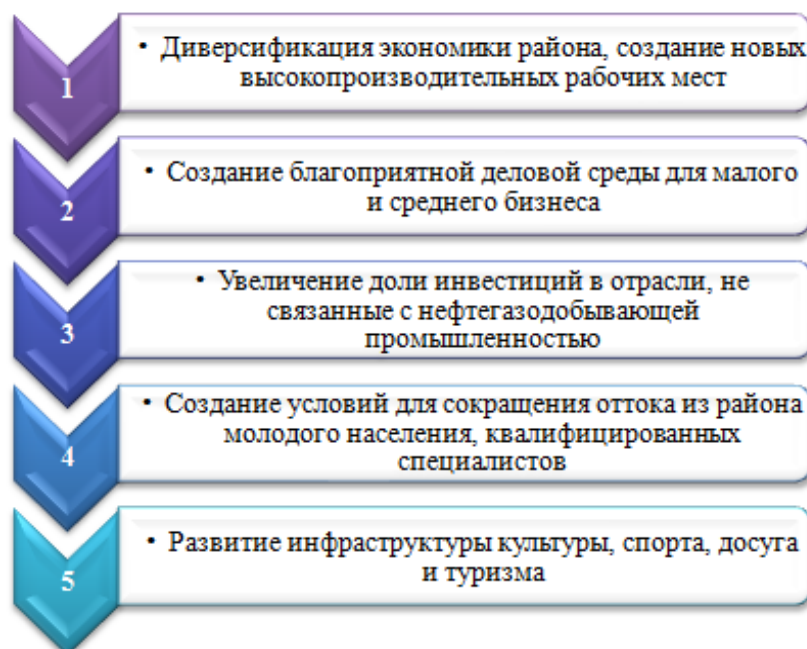 1
• Диверсификация экономики района, создание новых
высокопроизводительных рабочих мест
2
• Создание благоприятной деловой среды для малого
и среднего бизнеса
3
• Увеличение доли инвестиций в отрасли, не
связанные с нефтегазодобывающей
промышленностью
4
• Создание условий для сокращения оттока из района
молодого населения, квалифицированных
специалистов
5
• Развитие инфраструктуры культуры, спорта, досуга
и туризма